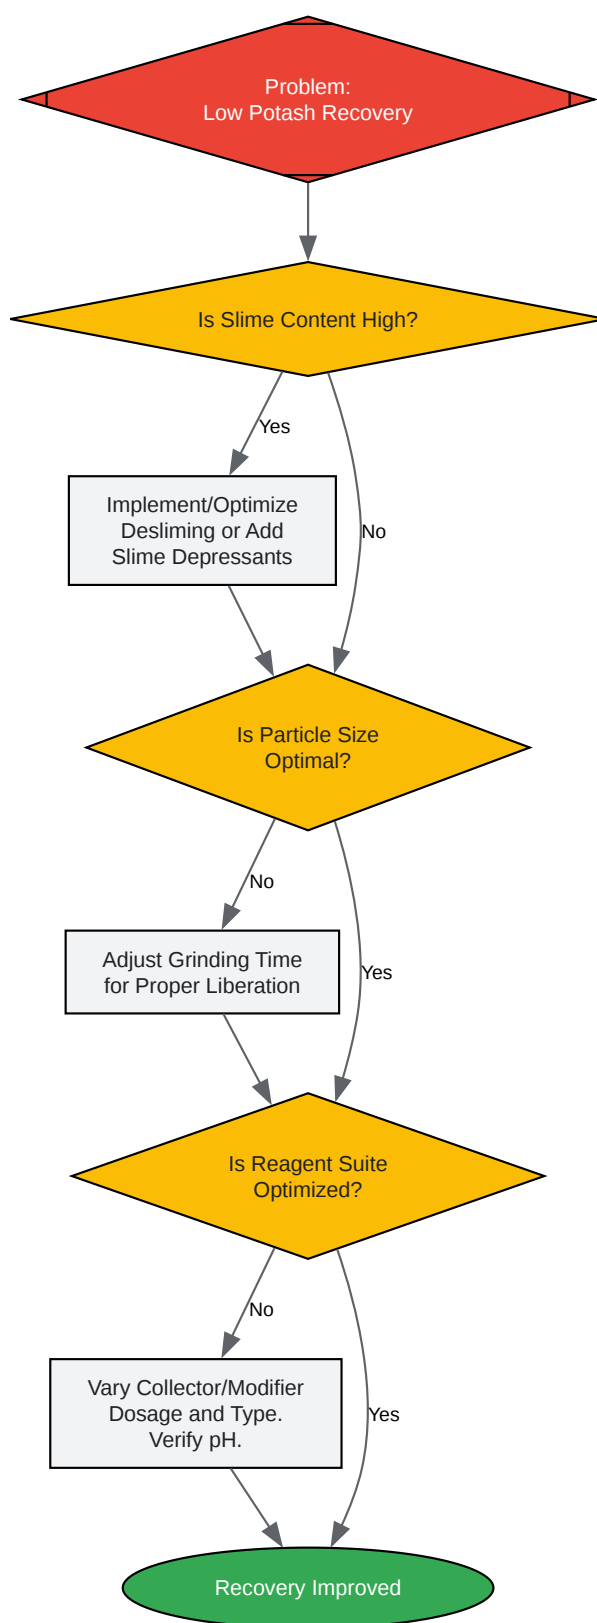 Problem:
Low Potash Recovery
Is Slime Content High?
Yes
Implement/Optimize
Desliming or Add
Slime Depressants
No
Is Particle Size
Optimal?
No
Adjust Grinding Time
for Proper Liberation
Yes
Is Reagent Suite
Optimized?
No
Vary Collector/Modifier
Dosage and Type.
Verify pH.
Yes
Recovery Improved